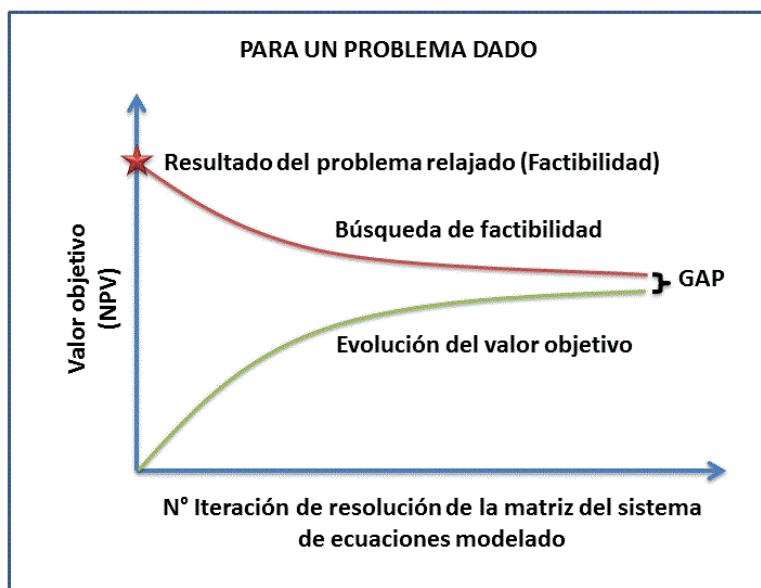 PARA UN PROBLEMA DADO
Resultado del problema relajado (Factibilidad)
Búsqueda de factibilidad
GAP
Valor objetivo
(NPV)
Evolución del valor objetivo
N° Iteración de resolución de la matriz del sistema
de ecuaciones modelado